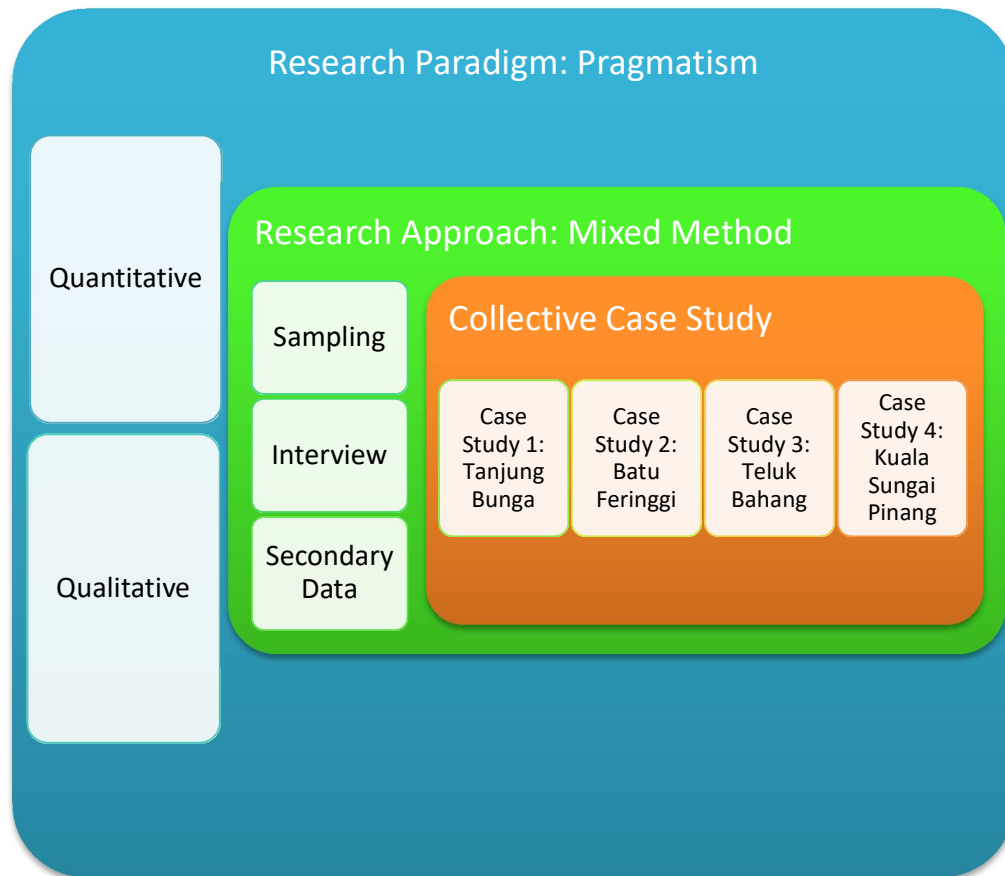 Research Paradigm: Pragmatism
Quantitative
Qualitative
Research Approach: Mixed Method
Sampling
Interview
Secondary
Data
Collective Case Study
Case
Study 1:
Tanjung
Bunga
Case
Study 2:
Batu
Feringgi
Case
Study 3:
Teluk
Bahang
Case
Study 4:
Kuala
Sungai
Pinang